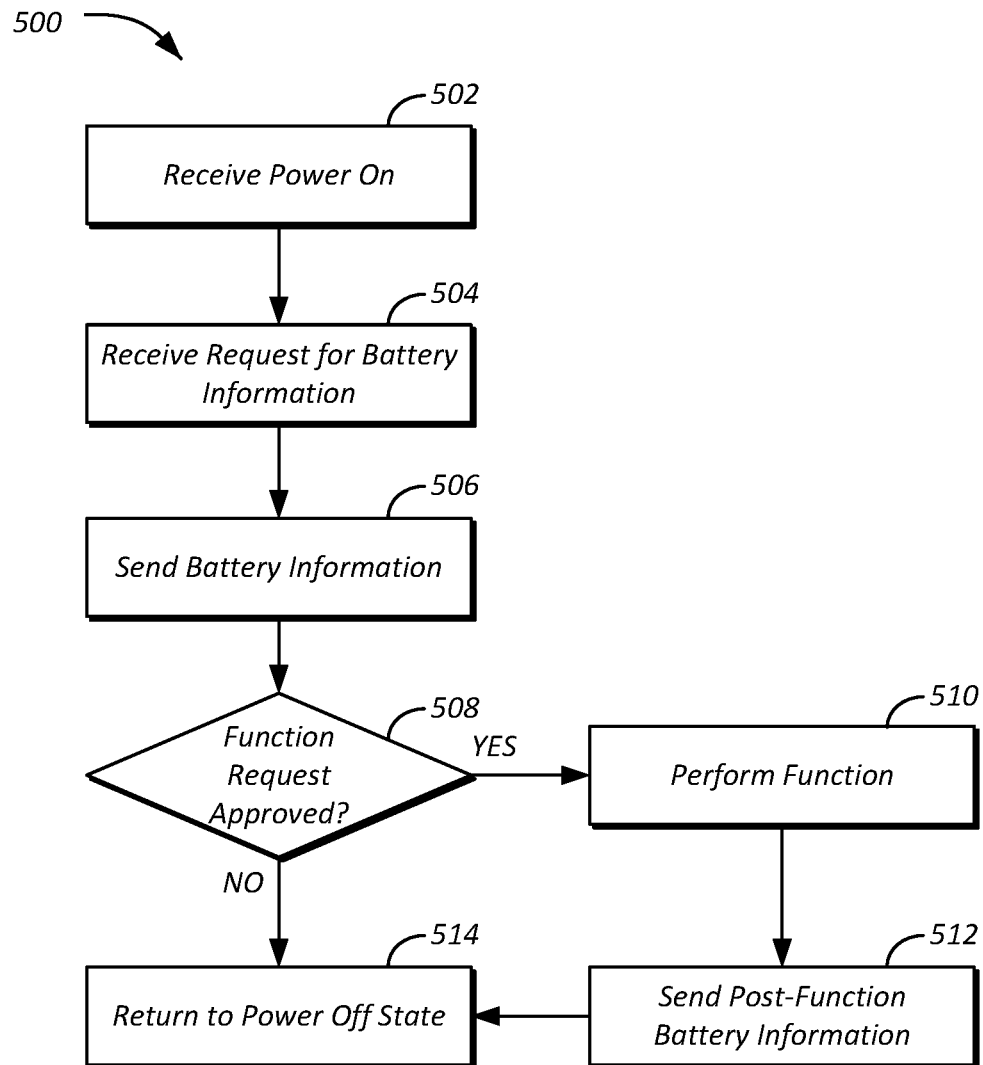 500
502
Receive Power On
504
Receive Request for Battery
Information
506
Send Battery Information
508
Function
Request
Approved?
YES
NO
510
Perform Function
512
Send Post-Function
Battery Information
514
Return to Power Off State